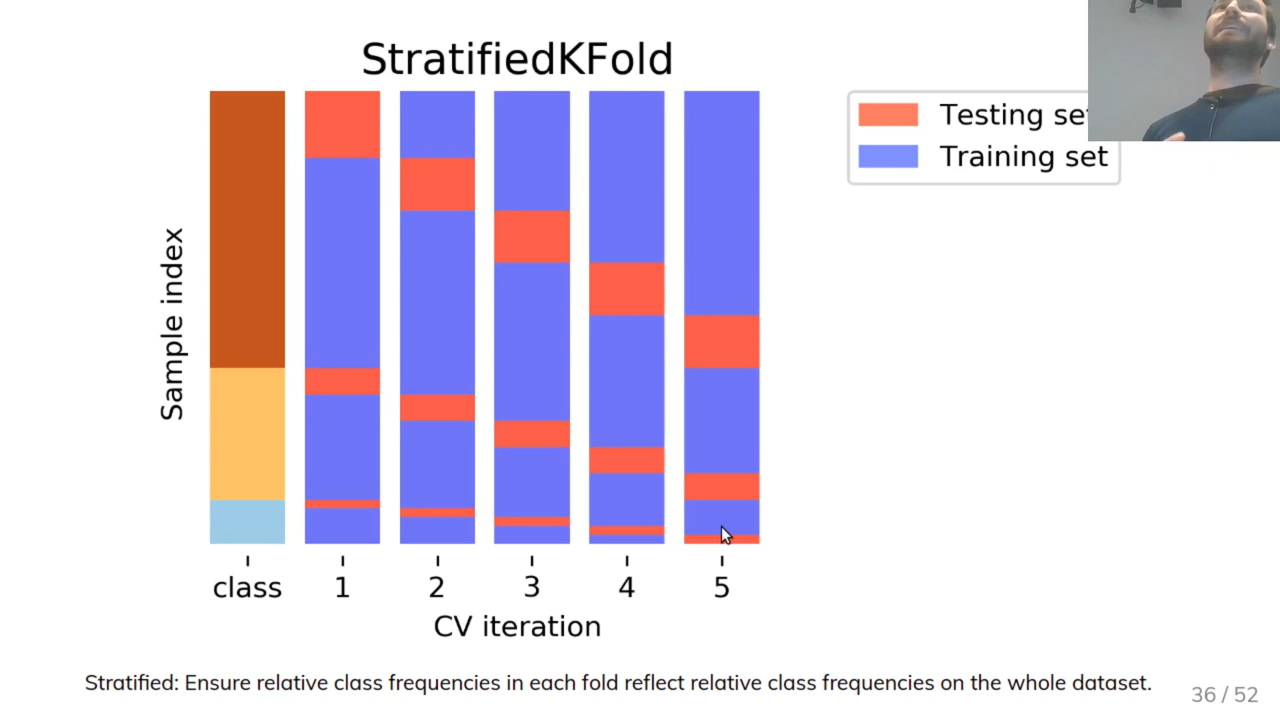 StratifiedKFold
Testing se
Training set
Sample index
class 1 2 3 4 5
CV iteration
Stratified: Ensure relative class frequencies in each fold reflect relative class frequencies on the whole dataset.
36 / 52